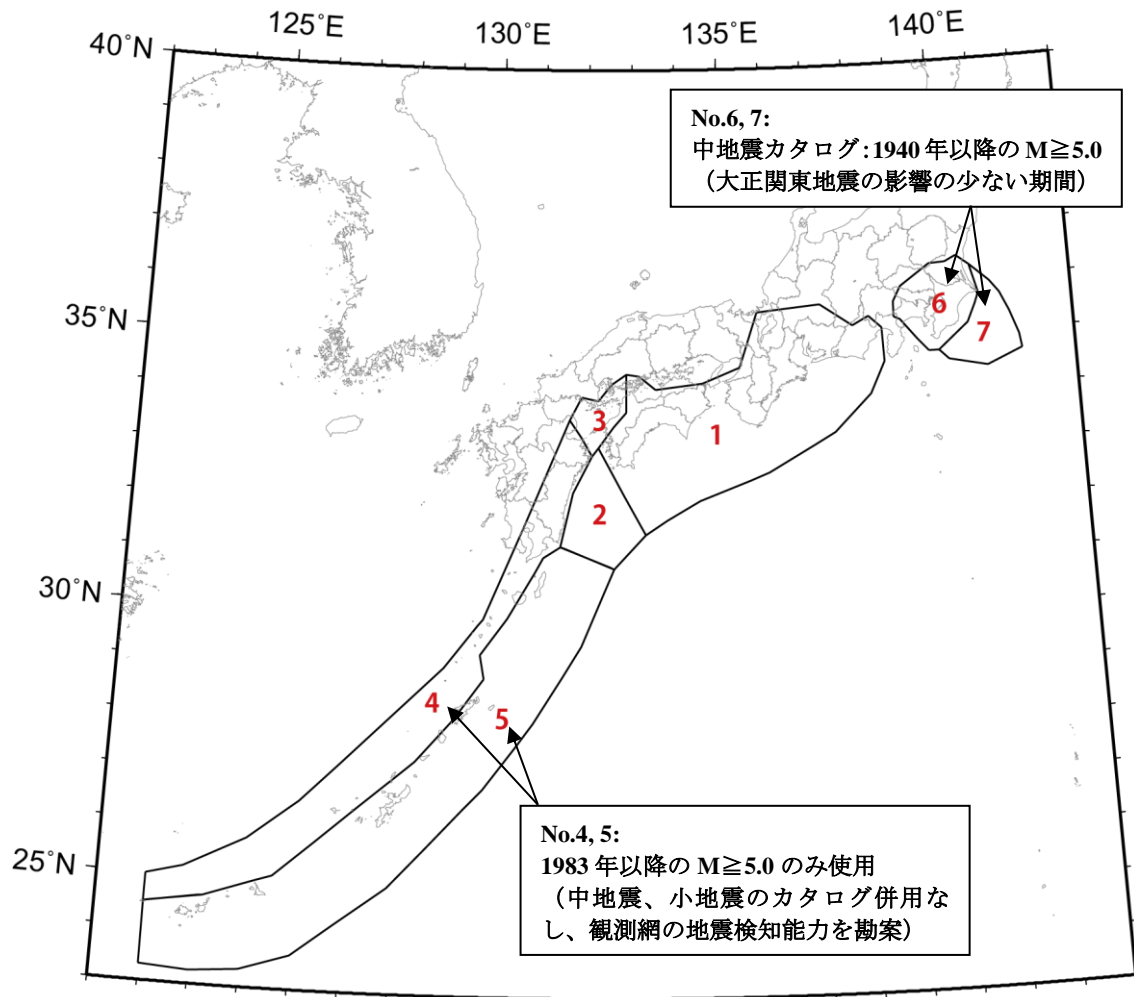 125°E
130°E
135°E
140°E
40°N
No.6, 7:
中地震カタログ:1940 年以降の M≧5.0
（大正関東地震の影響の少ない期間）
35°N
6
7
3
1
2
30°N
4
5
No.4, 5:
1983 年以降の M≧5.0 のみ使用
（中地震、小地震のカタログ併用な
し、観測網の地震検知能力を勘案）
25°N